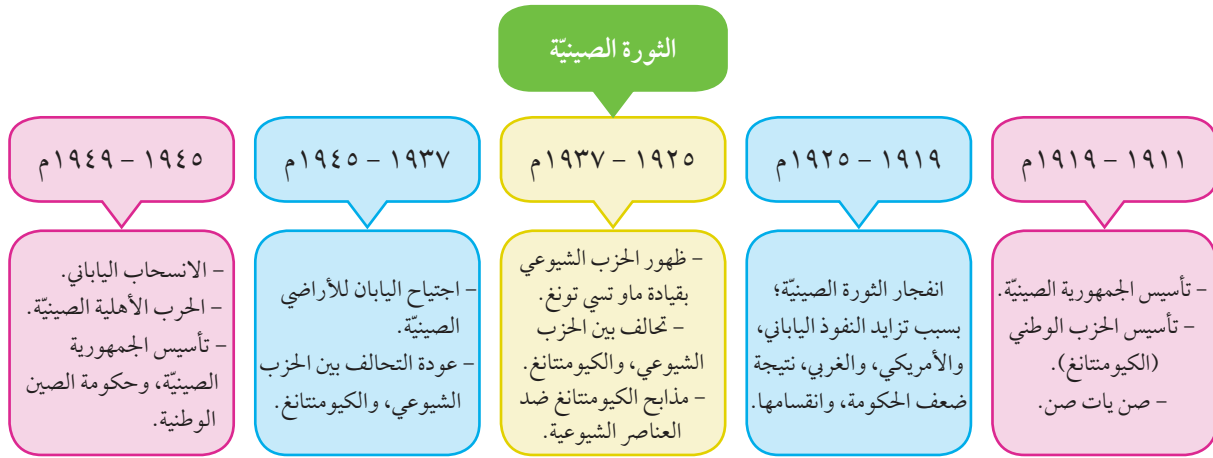 الثورة الصينيّة
١٩١١ – ١٩١٩م
– تأسيس الجمهورية الصينيّة.
– تأسيس الحزب الوطني
(الكيومنتانغ).
– صن يات صن.
١٩١٩ – ١٩٢٥م
انفجار الثورة الصينيّة؛
بسبب تزايد النفوذ الياباني،
والأمريكي، والغربي، نتيجة
ضعف الحكومة، وانقسامها.
١٩٢٥ – ١٩٣٧م
– ظهور الحزب الشيوعي
بقيادة ماو تسي تونغ.
– تحالف بين الحزب
الشيوعي، والكيومنتانغ.
– مذابح الكيومنتانغ ضد
العناصر الشيوعية.
١٩٣٧ – ١٩٤٥م
– اجتياح اليابان للأراضي
الصينيّة.
– عودة التحالف بين الحزب
الشيوعي، والكيومنتانغ.
١٩٤٥ – ١٩٤٩م
– الانسحاب الياباني.
– الحرب الأهلية الصينيّة.
– تأسيس الجمهورية
الصينيّة، وحكومة الصين
الوطنية.